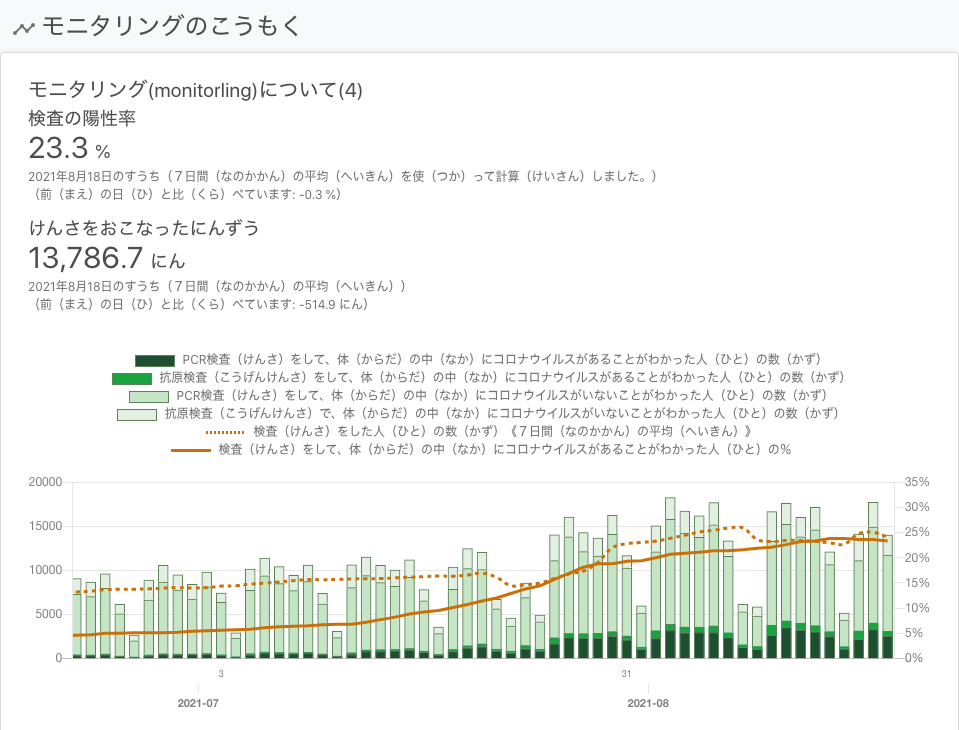 モニタリングのこうもく
モニタリング(monitorling)について(4)
検査の陽性率
23.3 %
2021年8月18日のすうち（７日間（なのかかん）の平均（へいきん）を使（つか）って計算（けいさん）しました。）
（前（まえ）の日（ひ）と比（くら）べています: -0.3 %）
けんさをおこなったにんずう
13,786.7 にん
2021年8月18日のすうち（７日間（なのかかん）の平均（へいきん））
（前（まえ）の日（ひ）と比（くら）べています: -514.9 にん）
PCR検査（けんさ）をして、体（からだ）の中（なか）にコロナウイルスがあることがわかった人（ひと）の数（かず）
抗原検査（こうげんけんさ）をして、体（からだ）の中（なか）にコロナウイルスがあることがわかった人（ひと）の数（かず）
PCR検査（けんさ）をして、体（からだ）の中（なか）にコロナウイルスがいないことがわかった人（ひと）の数（かず）
抗原検査（こうげんけんさ）で、体（からだ）の中（なか）にコロナウイルスがいないことがわかった人（ひと）の数（かず）
検査（けんさ）をした人（ひと）の数（かず）《７日間（なのかかん）の平均（へいきん）》
検査（けんさ）をして、体（からだ）の中（なか）にコロナウイルスがあることがわかった人（ひと）の%
20000 35%
30%
15000 25%
10000 20%
15%
5000 10%
5%
0 0%
3 31
2021-07 2021-08